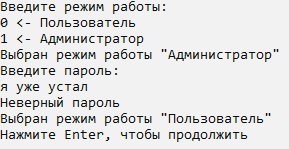 Введите режим работы:
0 <- Пользователь
1 <- Администратор
Выбран режим работы "Администратор"
Введите пароль:
я уже устал
Неверный пароль
Выбран режим работы "Пользователь"
Нажмите Enter, чтобы продолжить